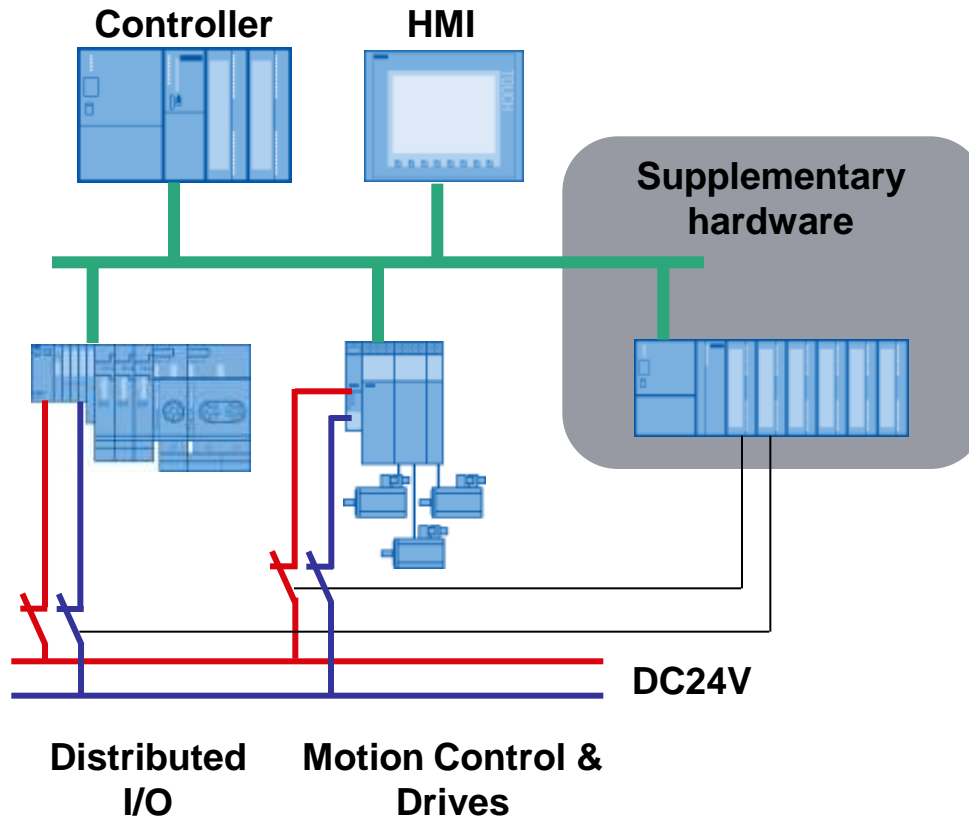 Controller
HMI
Supplementary
hardware
DC24V
Distributed
I/O
Motion Control &
Drives